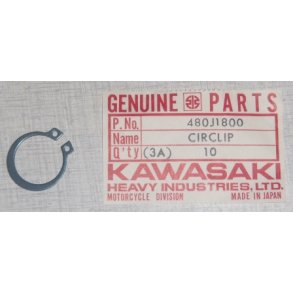 GENUINE PARTS
P.No. 480J1800
Name CIRCLIP
Q'ty (3A) 10
KAWASAKI
HEAVY INDUSTRIES, LTD.
MOTORCYCLE DIVISION MADE IN JAPAN